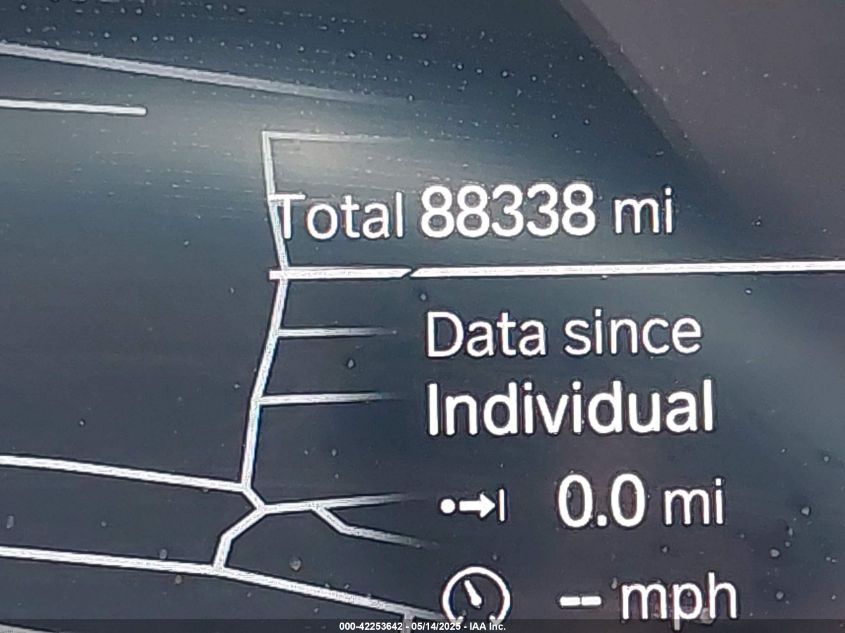 Total 88338 mi
Data since
Individual
0.0 mi
-- mph
000-42253642 - 05/14/2025 - IAA Inc.